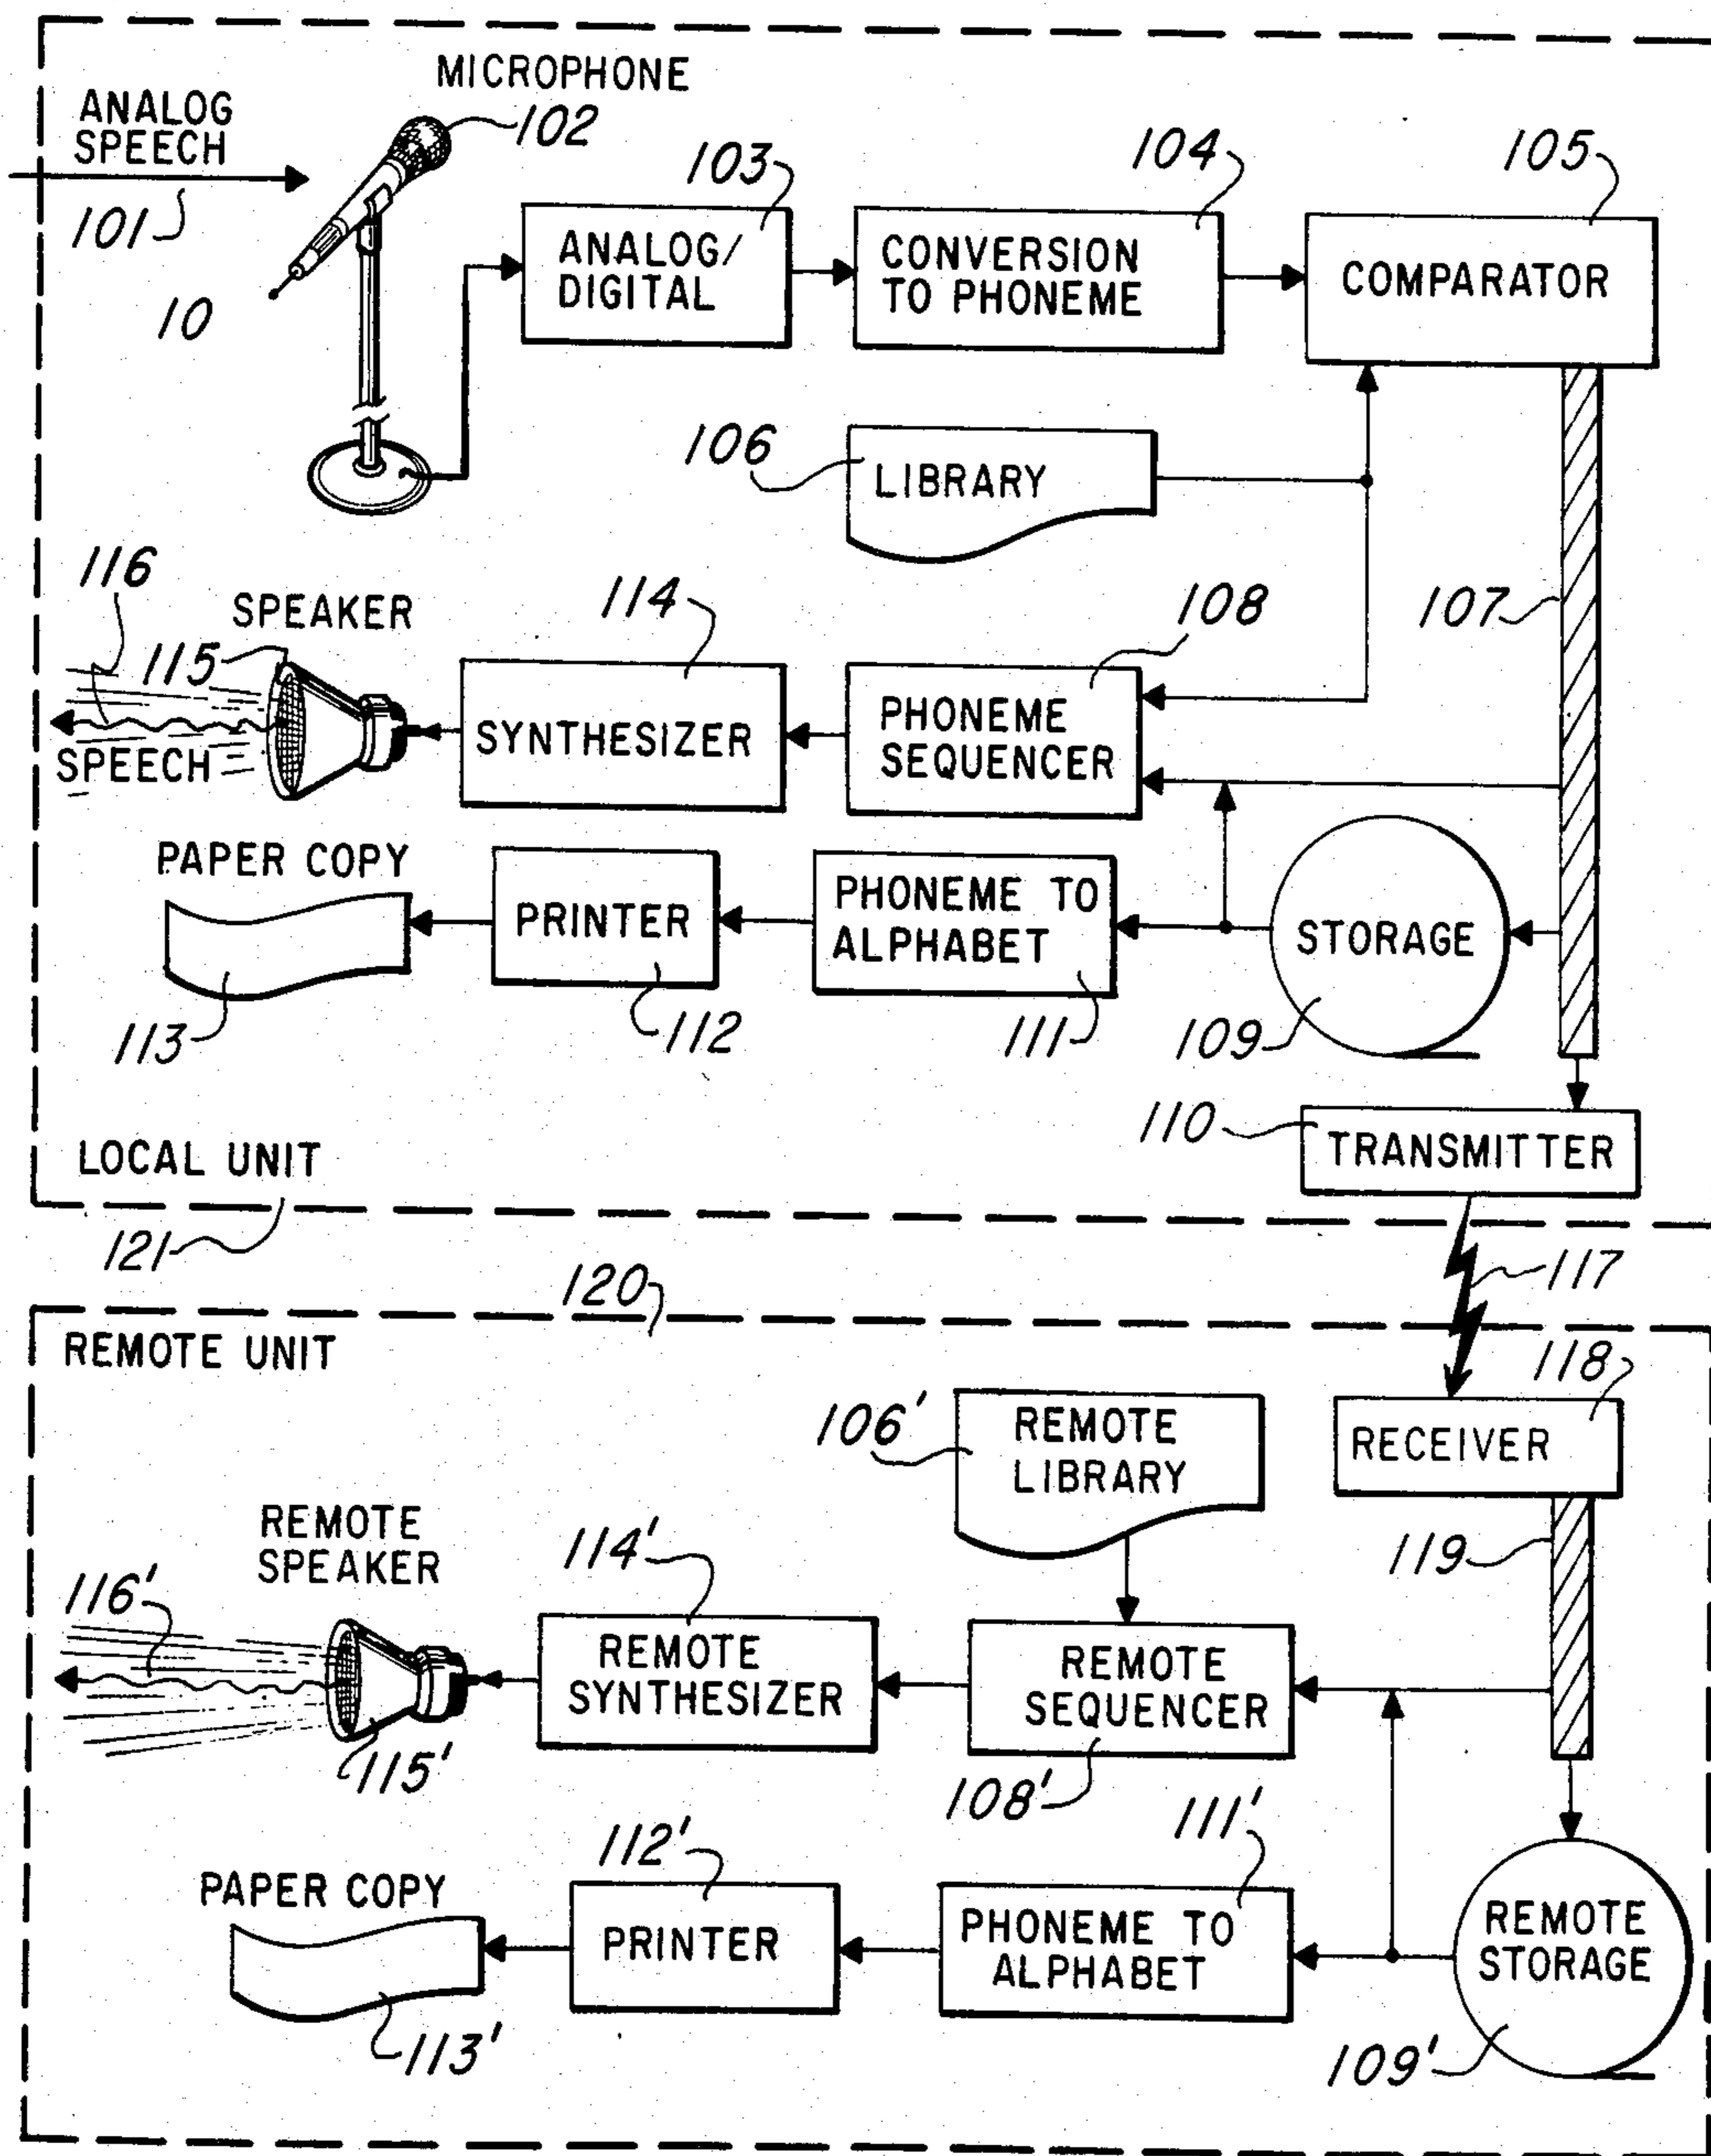 MICROPHONE
102
ANALOG
SPEECH
101
10
103
ANALOG/
DIGITAL
104
CONVERSION
TO PHONEME
105
COMPARATOR
106
LIBRARY
107
116
SPEAKER
115
SPEECH
114
SYNTHESIZER
108
PHONEME
SEQUENCER
PAPER COPY
113
PRINTER
112
PHONEME TO
ALPHABET
111
STORAGE
109
110
TRANSMITTER
LOCAL UNIT
121
117
120
REMOTE UNIT
118
RECEIVER
119
106'
REMOTE
LIBRARY
REMOTE
SPEAKER
116'
115'
114'
REMOTE
SYNTHESIZER
REMOTE
SEQUENCER
108'
PAPER COPY
113'
112'
PRINTER
111'
PHONEME TO
ALPHABET
REMOTE
STORAGE
109'